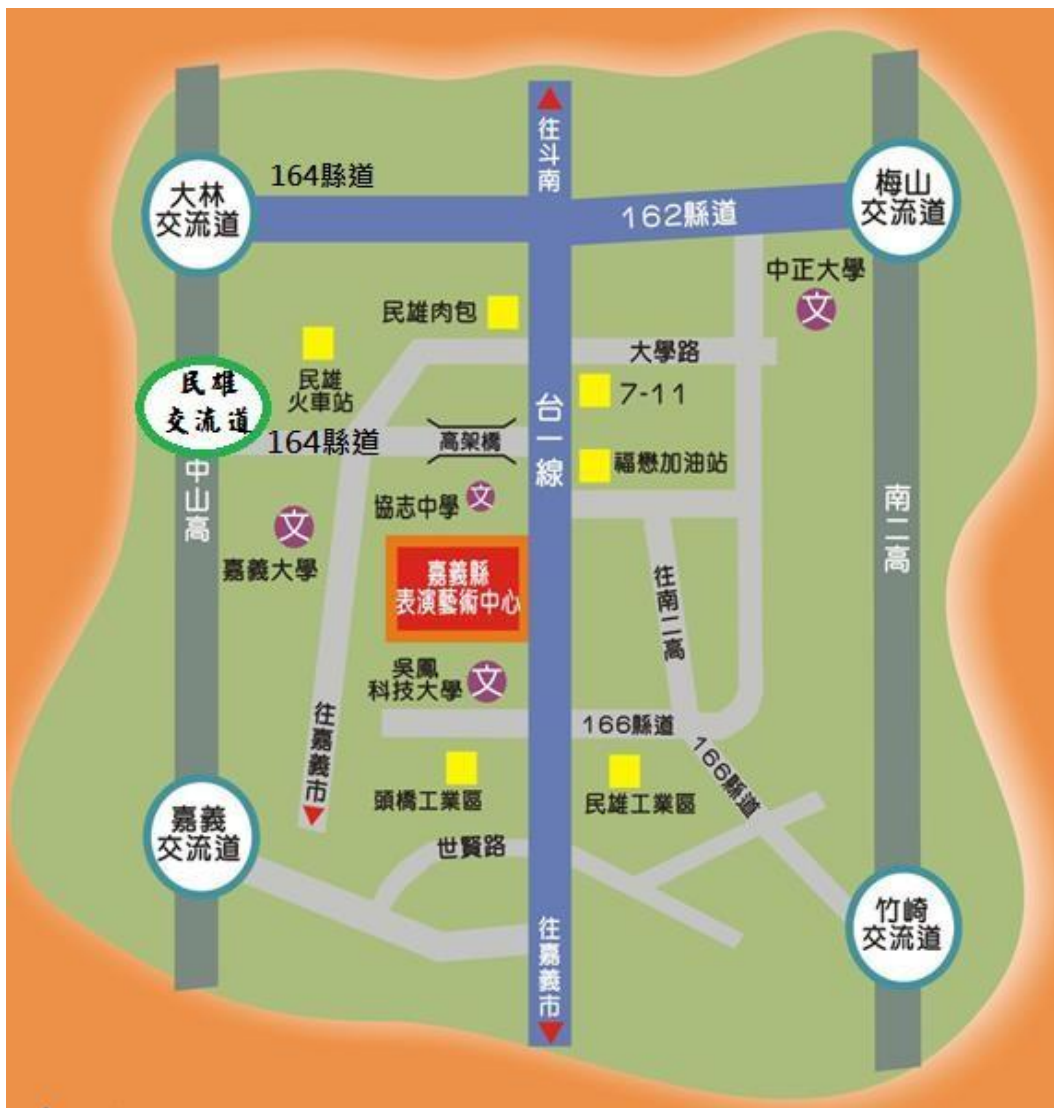 往斗南
164縣道
大林
交流道
162縣道
梅山
交流道
中正大學
文
民雄肉包
大學路
民雄
火車站
7-11
民雄
交流道
164縣道
高架橋
台一線
福懋加油站
中山高
協志中學
文
南二高
文
嘉義大學
嘉義縣
表演藝術中心
往南二高
吳鳳
科技大學
文
往嘉義市
166縣道
166縣道
頭橋工業區
民雄工業區
嘉義
交流道
世賢路
竹崎
交流道
往嘉義市